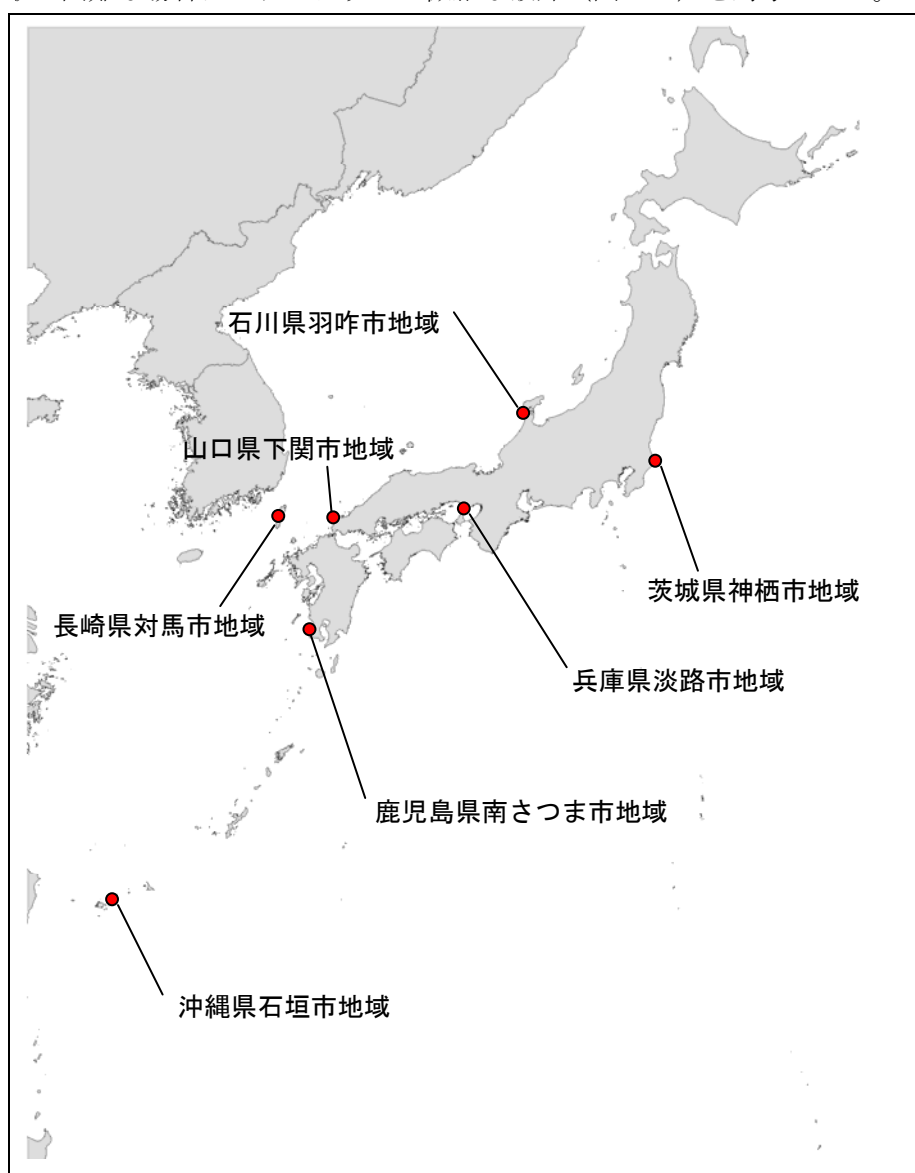 石川県羽咋市地域
山口県下関市地域
長崎県対馬市地域
茨城県神栖市地域
兵庫県淡路市地域
鹿児島県南さつま市地域
沖縄県石垣市地域